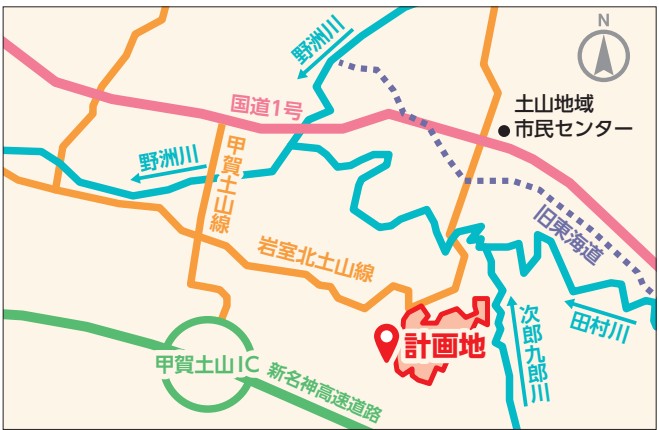 N
野洲川
国道1号
土山地域
市民センター
野洲川
甲賀土山線
旧東海道
岩室北土山線
田村川
次郎九郎川
計画地
甲賀土山IC
新名神高速道路